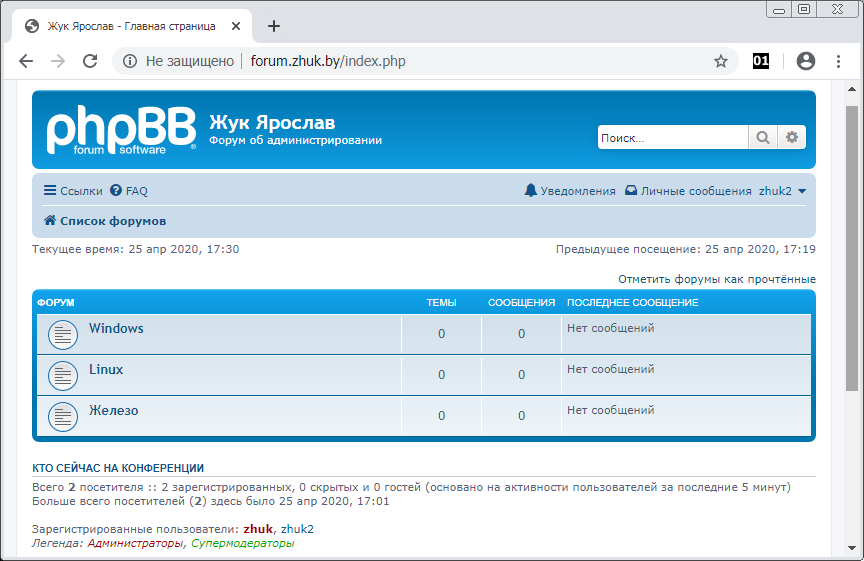 Жук Ярослав - Главная страница
Не защищено | forum.zhuk.by/index.php
01
phpBB
forum software
®
Жук Ярослав
Форум об администрировании
Поиск...
Ссылки FAQ
Уведомления Личные сообщения zhuk2
Список форумов
Текущее время: 25 апр 2020, 17:30
Предыдущее посещение: 25 апр 2020, 17:19
Отметить форумы как прочтённые
ФОРУМ ТЕМЫ СООБЩЕНИЯ ПОСЛЕДНЕЕ СООБЩЕНИЕ
Windows 0 0 Нет сообщений
Linux 0 0 Нет сообщений
Железо 0 0 Нет сообщений
КТО СЕЙЧАС НА КОНФЕРЕНЦИИ
Всего 2 посетителя :: 2 зарегистрированных, 0 скрытых и 0 гостей (основано на активности пользователей за последние 5 минут)
Больше всего посетителей (2) здесь было 25 апр 2020, 17:01
Зарегистрированные пользователи: zhuk, zhuk2
Легенда: Администраторы, Супермодераторы